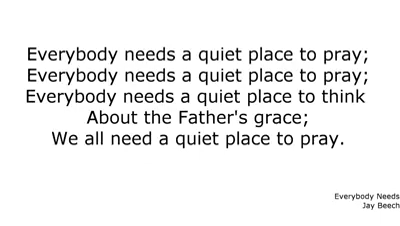 Everybody needs a quiet place to pray;
Everybody needs a quiet place to pray;
Everybody needs a quiet place to think
About the Father's grace;
We all need a quiet place to pray.
Everybody Needs
Jay Beech